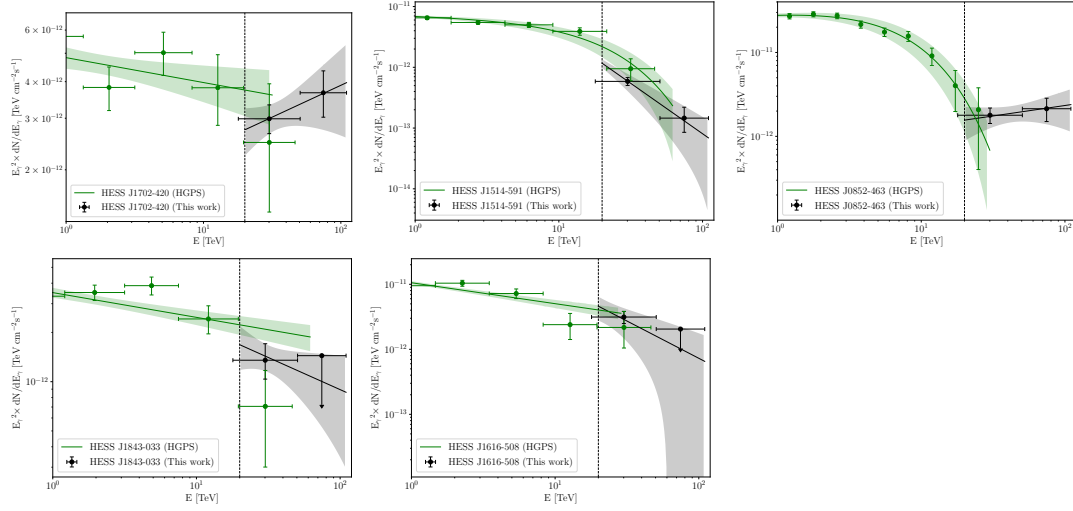 6 × 10⁻¹²
4 × 10⁻¹²
3 × 10⁻¹²
2 × 10⁻¹²
E_γ² × dN/dE_γ [TeV cm⁻²s⁻¹]
HESS J1702-420 (HGPS)
HESS J1702-420 (This work)
10⁰ 10¹ 10²
E [TeV]
10⁻¹¹
10⁻¹²
10⁻¹³
10⁻¹⁴
E_γ² × dN/dE_γ [TeV cm⁻²s⁻¹]
HESS J1514-591 (HGPS)
HESS J1514-591 (This work)
10⁰ 10¹ 10²
E [TeV]
10⁻¹¹
10⁻¹²
E_γ² × dN/dE_γ [TeV cm⁻²s⁻¹]
HESS J0852-463 (HGPS)
HESS J0852-463 (This work)
10⁰ 10¹ 10²
E [TeV]
10⁻¹²
E_γ² × dN/dE_γ [TeV cm⁻²s⁻¹]
HESS J1843-033 (HGPS)
HESS J1843-033 (This work)
10⁰ 10¹ 10²
E [TeV]
10⁻¹¹
10⁻¹²
10⁻¹³
E_γ² × dN/dE_γ [TeV cm⁻²s⁻¹]
HESS J1616-508 (HGPS)
HESS J1616-508 (This work)
10⁰ 10¹ 10²
E [TeV]